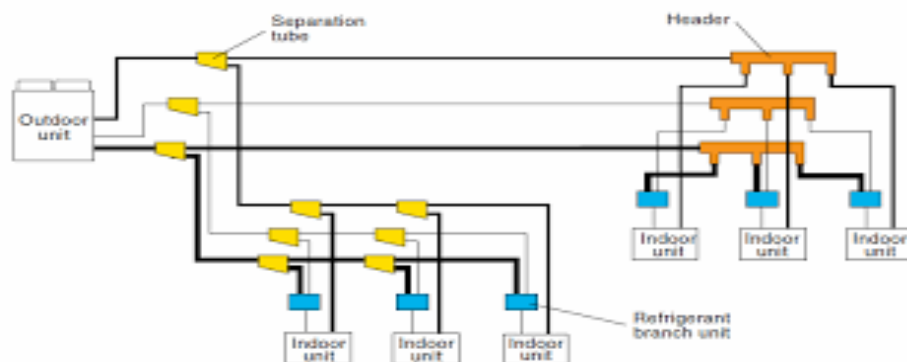 Separation
tube
Header
Outdoor
unit
Indoor
unit
Indoor
unit
Indoor
unit
Refrigerant
branch unit
Indoor
unit
Indoor
unit
Indoor
unit